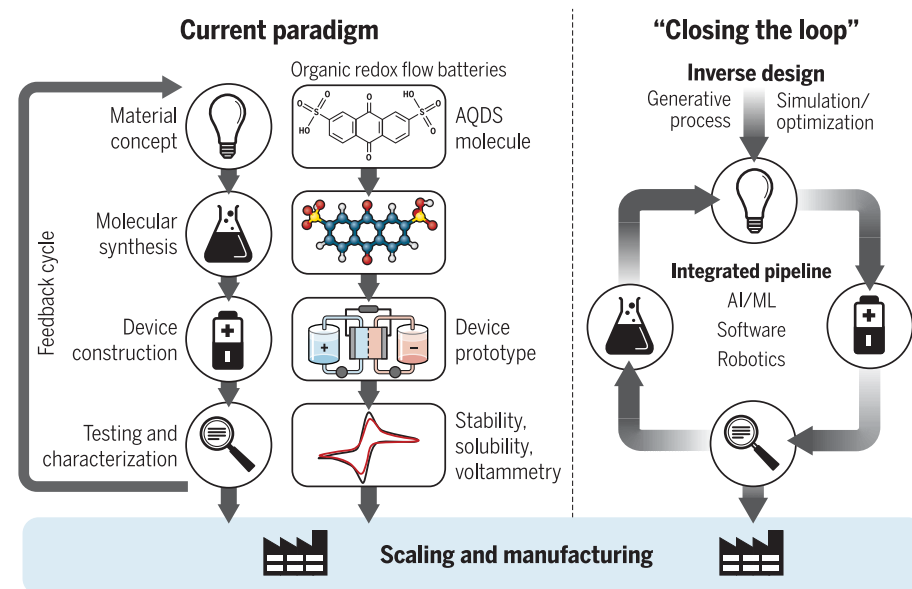 Current paradigm
Feedback cycle
Material
concept
Molecular
synthesis
Device
construction
Testing and
characterization
Organic redox flow batteries
O
O
S
HO
O
O
HO
O
S
O
AQDS
molecule
+
−
Device
prototype
Stability,
solubility,
voltammetry
“Closing the loop”
Inverse design
Generative
process
Simulation/
optimization
Integrated pipeline
AI/ML
Software
Robotics
Scaling and manufacturing